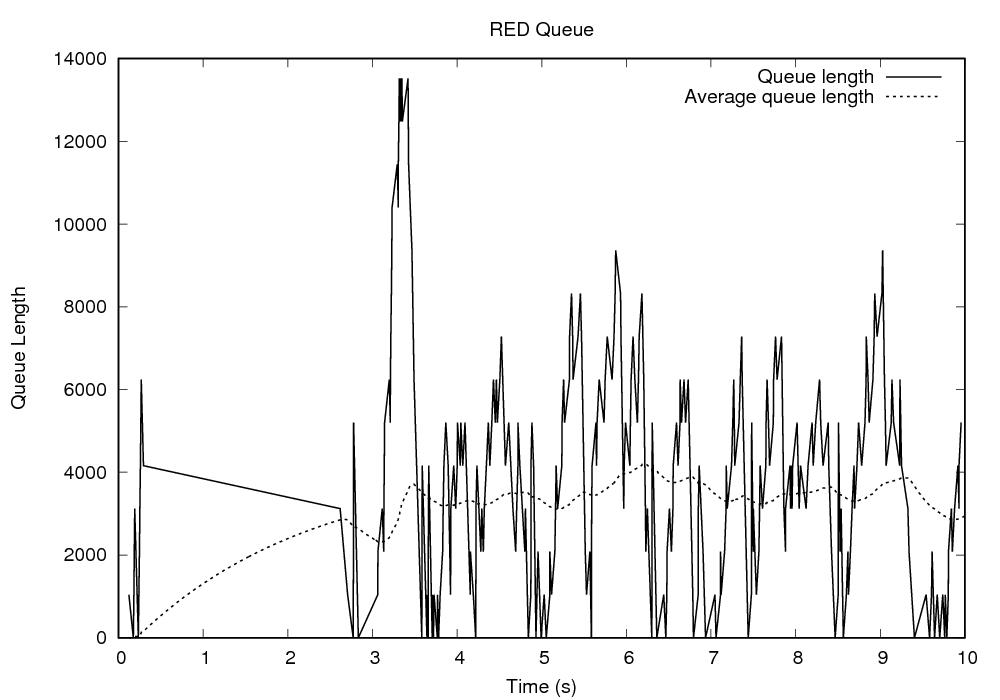 RED Queue
Queue length
Average queue length
14000
12000
10000
8000
6000
4000
2000
0
Queue Length
0 1 2 3 4 5 6 7 8 9 10
Time (s)